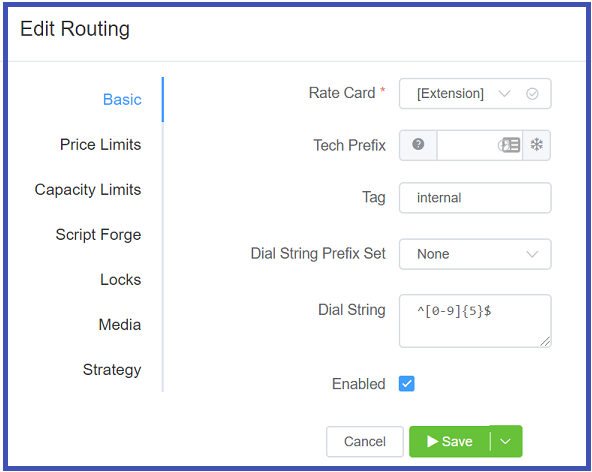 Edit Routing
Basic
Price Limits
Capacity Limits
Script Forge
Locks
Media
Strategy
Rate Card * [Extension]
Tech Prefix
Tag internal
Dial String Prefix Set None
Dial String ^[0-9]{5}$
Enabled
Cancel Save